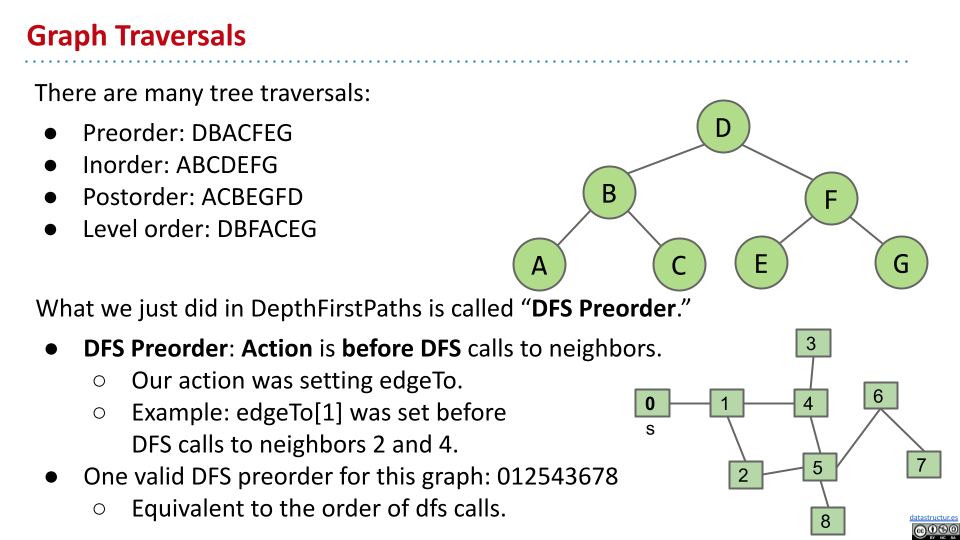 Graph Traversals
There are many tree traversals:
● Preorder: DBACFEG
● Inorder: ABCDEFG
● Postorder: ACBEGFD
● Level order: DBFACEG
D
B
F
A
C
E
G
What we just did in DepthFirstPaths is called “DFS Preorder.”
● DFS Preorder: Action is before DFS calls to neighbors.
○ Our action was setting edgeTo.
○ Example: edgeTo[1] was set before
DFS calls to neighbors 2 and 4.
● One valid DFS preorder for this graph: 012543678
○ Equivalent to the order of dfs calls.
3
0
1
4
6
s
2
5
7
8
datastructur.es
CC BY NC SA